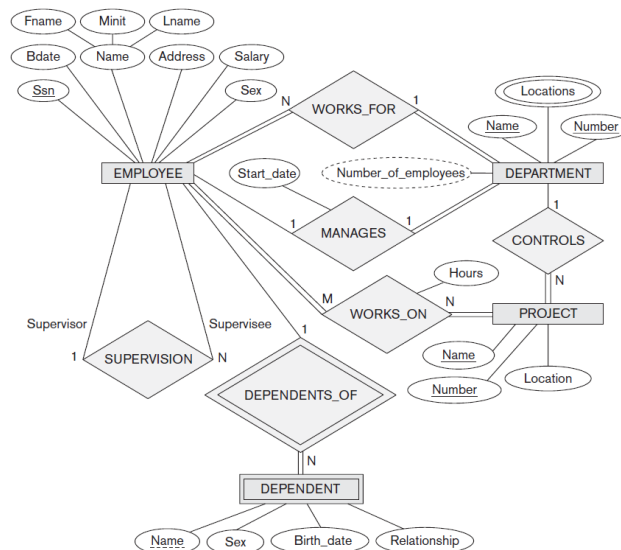 Fname Minit Lname
Bdate Name Address Salary
Ssn Sex
N WORKS_FOR 1
Locations
Name Number
EMPLOYEE
Start_date
Number_of_employees
DEPARTMENT
1 MANAGES 1
1
CONTROLS
N
Hours
M WORKS_ON N
PROJECT
Name
Number
Location
Supervisor Supervisee
1 SUPERVISION N
1
DEPENDENTS_OF
N
DEPENDENT
Name Sex Birth_date Relationship